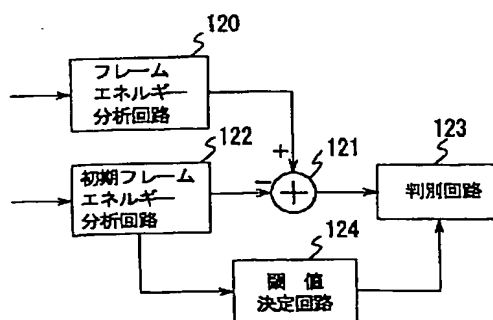 120
フレーム
エネルギー
分析回路
122
初期フレーム
エネルギー
分析回路
+
−
121
+
123
判別回路
124
閾 値
決定回路